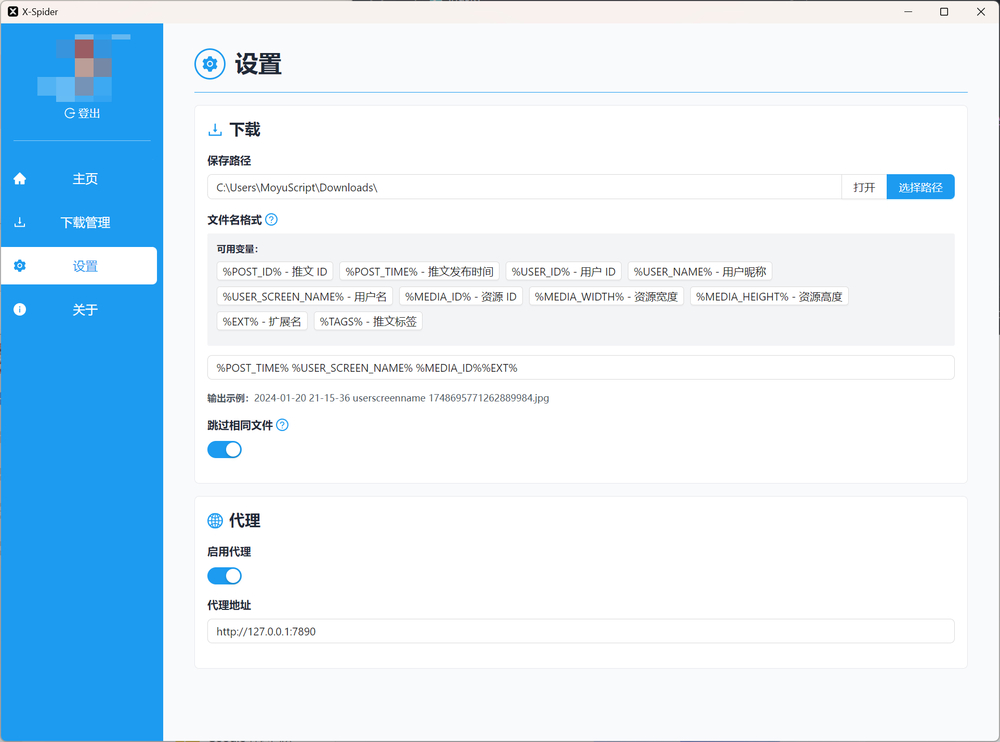 X-Spider
登出
主页
下载管理
设置
关于
设置
下载
保存路径
C:\Users\MoyuScript\Downloads\ 打开 选择路径
文件名格式
可用变量：
%POST_ID% - 推文 ID %POST_TIME% - 推文发布时间 %USER_ID% - 用户 ID %USER_NAME% - 用户昵称
%USER_SCREEN_NAME% - 用户名 %MEDIA_ID% - 资源 ID %MEDIA_WIDTH% - 资源宽度 %MEDIA_HEIGHT% - 资源高度
%EXT% - 扩展名 %TAGS% - 推文标签
%POST_TIME% %USER_SCREEN_NAME% %MEDIA_ID%%EXT%
输出示例：2024-01-20 21-15-36 userscreenname 1748695771262889984.jpg
跳过相同文件
代理
启用代理
代理地址
http://127.0.0.1:7890